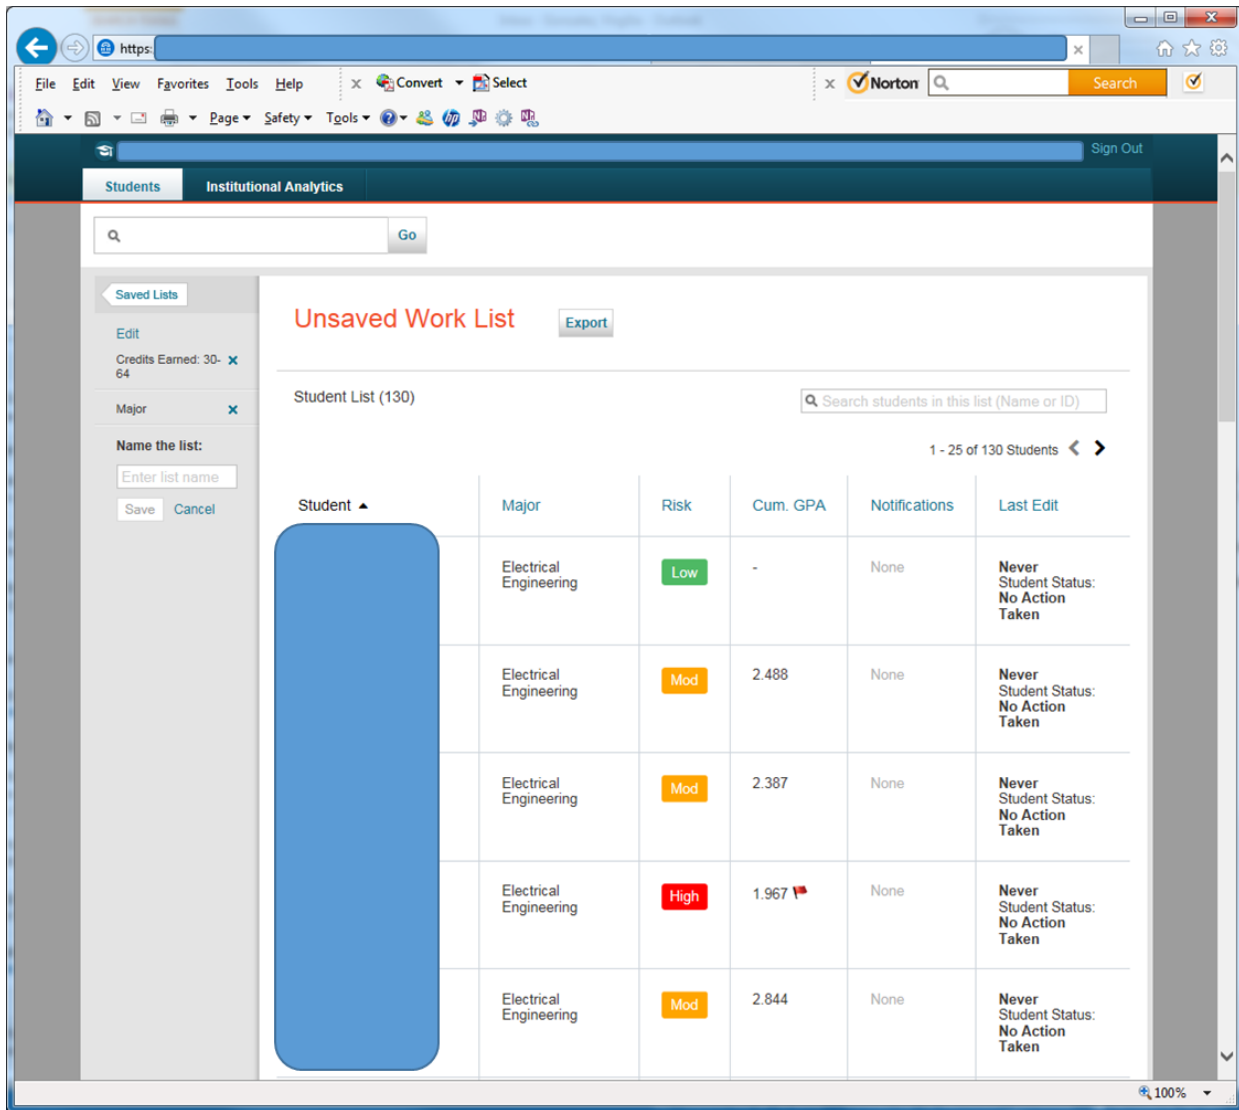 https:
File Edit View Favorites Tools Help x Convert Select x Norton Search
Page Safety Tools
Sign Out
Students Institutional Analytics
Go
Saved Lists
Edit
Credits Earned: 30-
64
Major
Name the list:
Enter list name
Save Cancel
Unsaved Work List Export
Student List (130) Search students in this list (Name or ID)
1 - 25 of 130 Students
Student Major Risk Cum. GPA Notifications Last Edit
Electrical
Engineering
Low
-
None
Never
Student Status:
No Action
Taken
Electrical
Engineering
Mod
2.488
None
Never
Student Status:
No Action
Taken
Electrical
Engineering
Mod
2.387
None
Never
Student Status:
No Action
Taken
Electrical
Engineering
High
1.967
None
Never
Student Status:
No Action
Taken
Electrical
Engineering
Mod
2.844
None
Never
Student Status:
No Action
Taken
100%